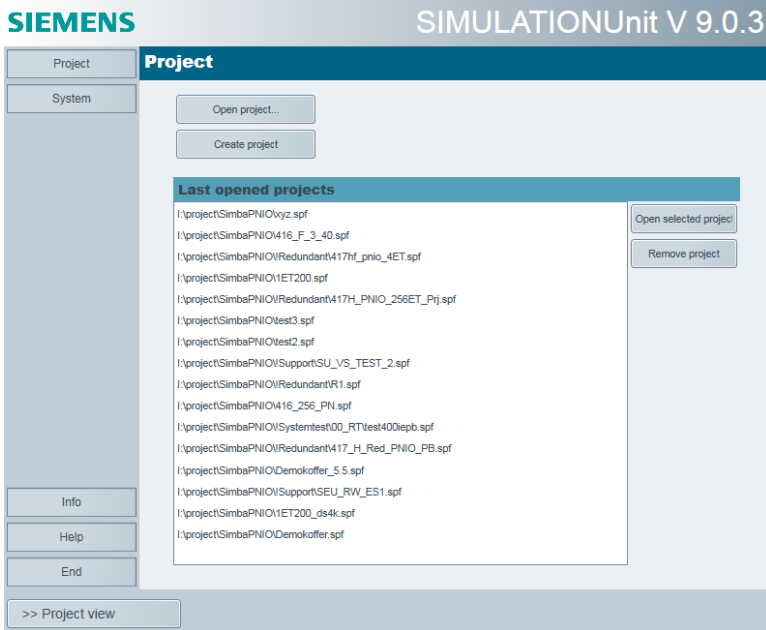 SIEMENS
SIMULATIONUnit V 9.0.3
Project
Project
System
Open project...
Create project
Last opened projects
I:\project\SimbaPNIO\xyz.spf
I:\project\SimbaPNIO\416_F_3_40.spf
I:\project\SimbaPNIO\!Redundant\417hf_pnio_4ET.spf
I:\project\SimbaPNIO\1ET200.spf
I:\project\SimbaPNIO\!Redundant\417H_PNIO_256ET_Prj.spf
I:\project\SimbaPNIO\test3.spf
I:\project\SimbaPNIO\test2.spf
I:\project\SimbaPNIO\!Support\SU_VS_TEST_2.spf
I:\project\SimbaPNIO\!Redundant\R1.spf
I:\project\SimbaPNIO\416_256_PN.spf
I:\project\SimbaPNIO\!Systemtest\00_RT\test400iepb.spf
I:\project\SimbaPNIO\!Redundant\417_H_Red_PNIO_PB.spf
I:\project\SimbaPNIO\Demokoffer_5.5.spf
I:\project\SimbaPNIO\!Support\SEU_RW_ES1.spf
I:\project\SimbaPNIO\1ET200_ds4k.spf
I:\project\SimbaPNIO\Demokoffer.spf
Open selected project
Remove project
Info
Help
End
>> Project view